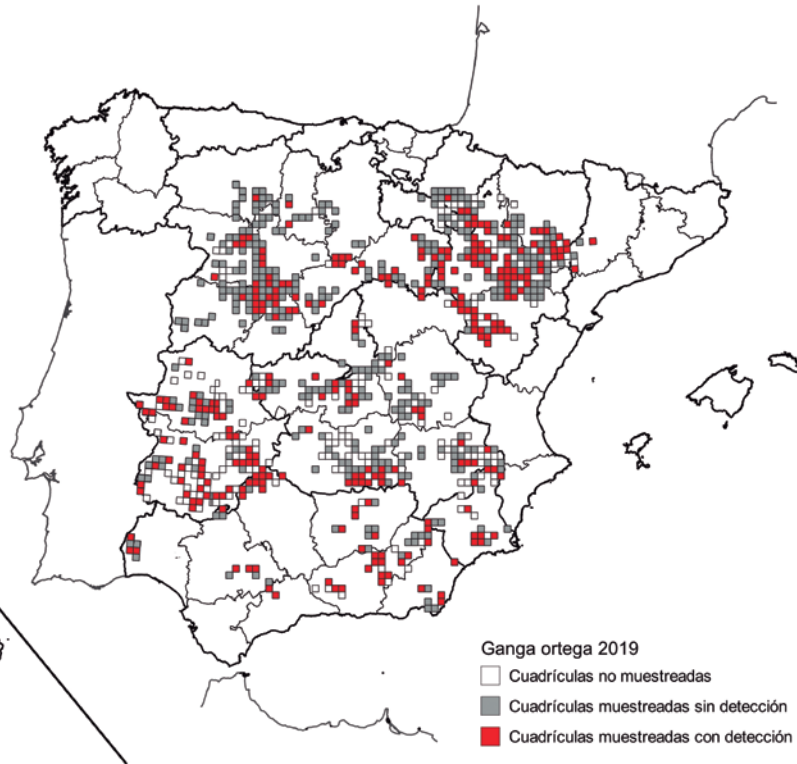 Ganga ortega 2019
Cuadrículas no muestreadas
Cuadrículas muestreadas sin detección
Cuadrículas muestreadas con detección